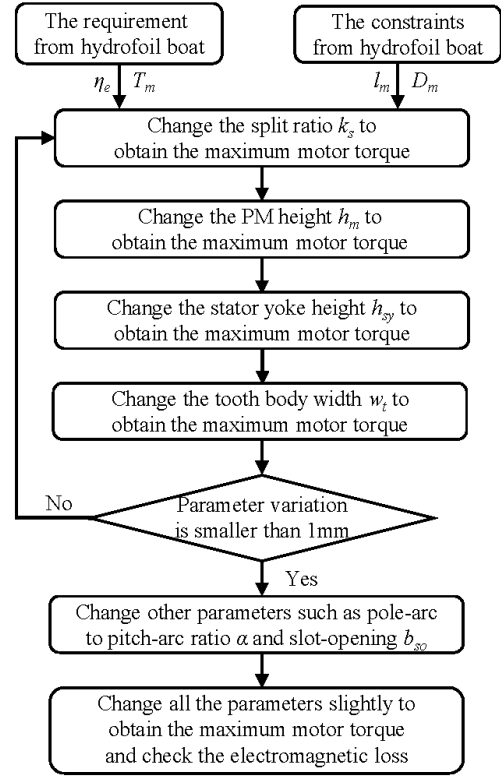 The requirement
from hydrofoil boat
The constraints
from hydrofoil boat
ηe Tm
lm Dm
Change the split ratio ks to
obtain the maximum motor torque
Change the PM height hm to
obtain the maximum motor torque
Change the stator yoke height hsy to
obtain the maximum motor torque
Change the tooth body width wt to
obtain the maximum motor torque
No
Parameter variation
is smaller than 1mm
Yes
Change other parameters such as pole-arc
to pitch-arc ratio α and slot-opening bso
Change all the parameters slightly to
obtain the maximum motor torque
and check the electromagnetic loss